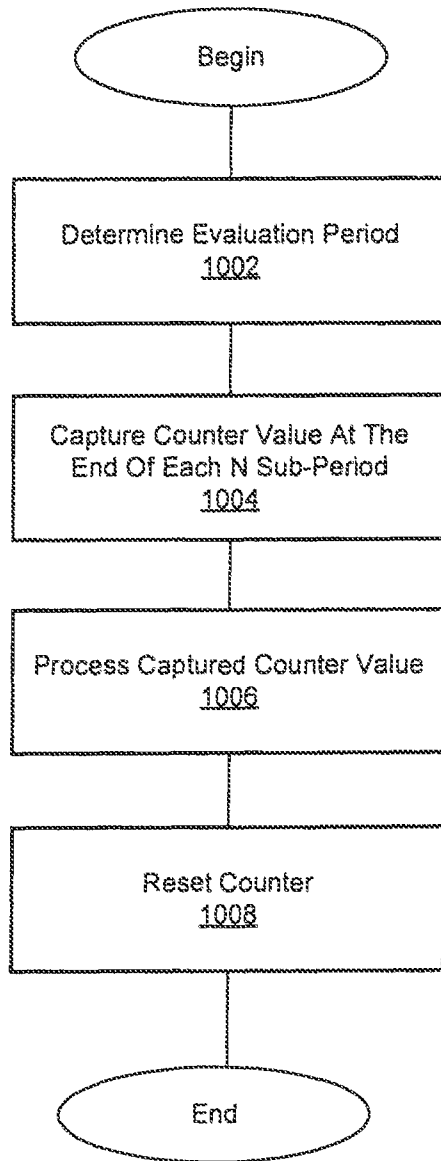 Begin
Determine Evaluation Period
1002
Capture Counter Value At The
End Of Each N Sub-Period
1004
Process Captured Counter Value
1006
Reset Counter
1008
End